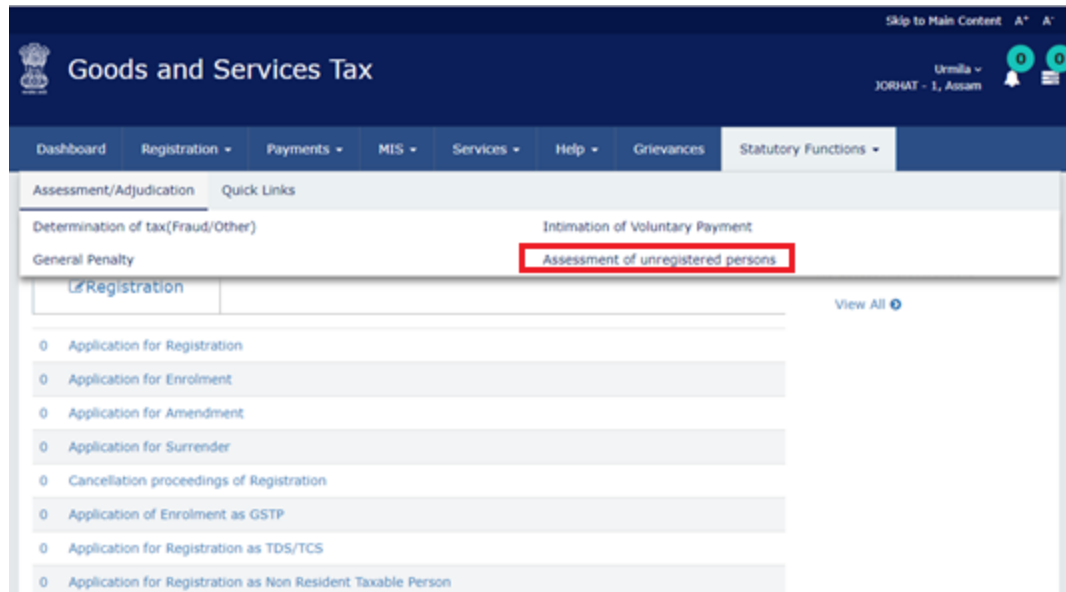 Skip to Main Content A+ A-
Goods and Services Tax
Urmila
JORHAT - 1, Assam
0 0
Dashboard Registration Payments MIS Services Help Grievances Statutory Functions
Assessment/Adjudication Quick Links
Determination of tax(Fraud/Other) Intimation of Voluntary Payment
General Penalty Assessment of unregistered persons
Registration
View All
0 Application for Registration
0 Application for Enrolment
0 Application for Amendment
0 Application for Surrender
0 Cancellation proceedings of Registration
0 Application of Enrolment as GSTP
0 Application for Registration as TDS/TCS
0 Application for Registration as Non Resident Taxable Person